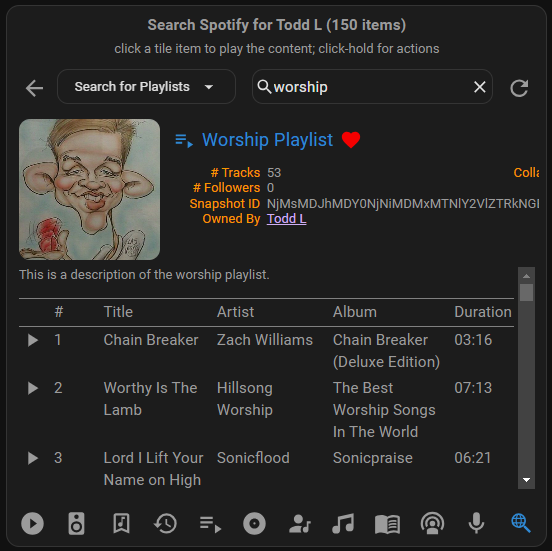 Search Spotify for Todd L (150 items)
click a tile item to play the content; click-hold for actions
Search for Playlists
worship
Worship Playlist
# Tracks 53 Colla
# Followers 0
Snapshot ID NjMsMDJhMDY0NjNiMDMxMTNlY2VlZTRkNGI
Owned By Todd L
This is a description of the worship playlist.
# Title Artist Album Duration
1 Chain Breaker Zach Williams Chain Breaker 03:16
(Deluxe Edition)
2 Worthy Is The Hillsong The Best 07:13
Lamb Worship Worship Songs
In The World
3 Lord I Lift Your Sonicflood Sonicpraise 06:21
Name on High